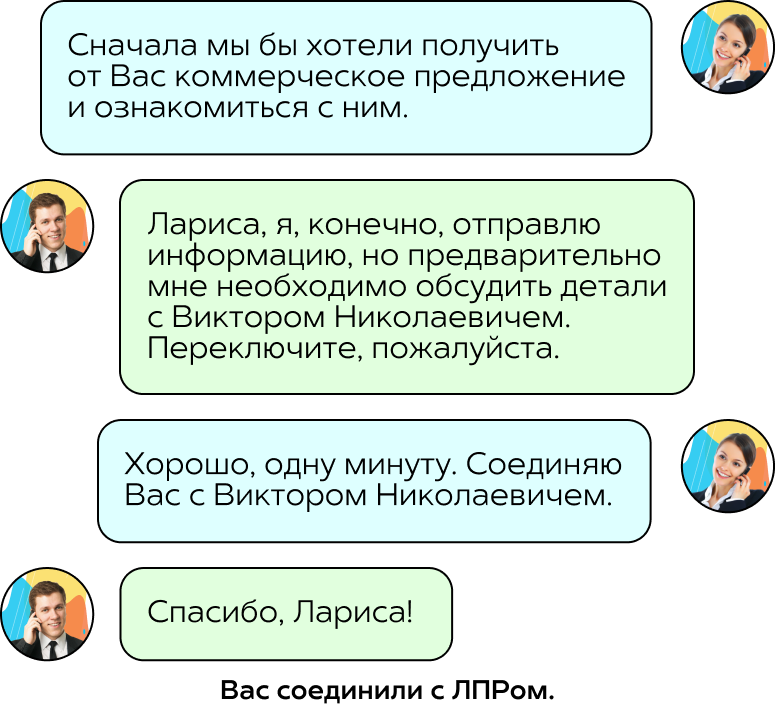 Сначала мы бы хотели получить
от Вас коммерческое предложение
и ознакомиться с ним.
Лариса, я, конечно, отправлю
информацию, но предварительно
мне необходимо обсудить детали
с Виктором Николаевичем.
Переключите, пожалуйста.
Хорошо, одну минуту. Соединяю
Вас с Виктором Николаевичем.
Спасибо, Лариса!
Вас соединили с ЛПРом.